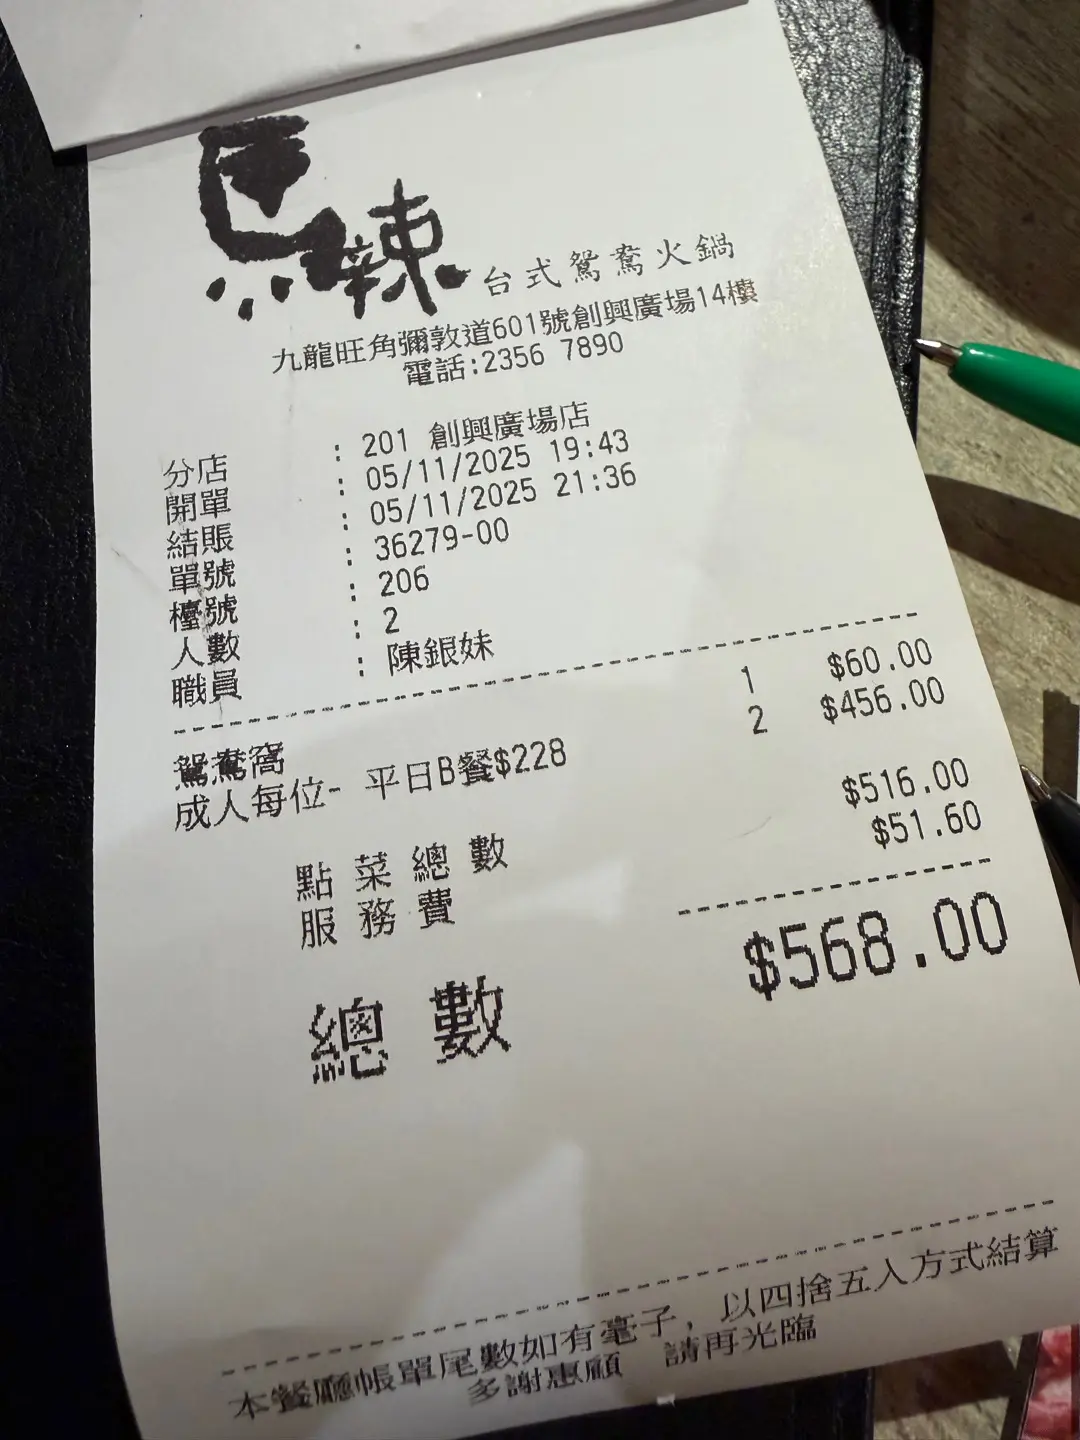 馬辣 台式鴛鴦火鍋
九龍旺角彌敦道601號創興廣場14樓
電話:2356 7890
分店 : 201 創興廣場店
開單 : 05/11/2025 19:43
結賬 : 05/11/2025 21:36
單號 : 36279-00
檯號 : 206
人數 : 2
職員 : 陳銀妹
鴛鴦窩 1 $60.00
成人每位- 平日B餐$228 2 $456.00
點菜總數 $516.00
服務費 $51.60
總數 $568.00
本餐廳帳單尾數如有毫子，以四捨五入方式結算
多謝惠顧 請再光臨